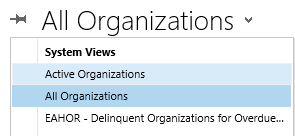 All Organizations
System Views
Active Organizations
All Organizations
EAHOR - Delinquent Organizations for Overdue...